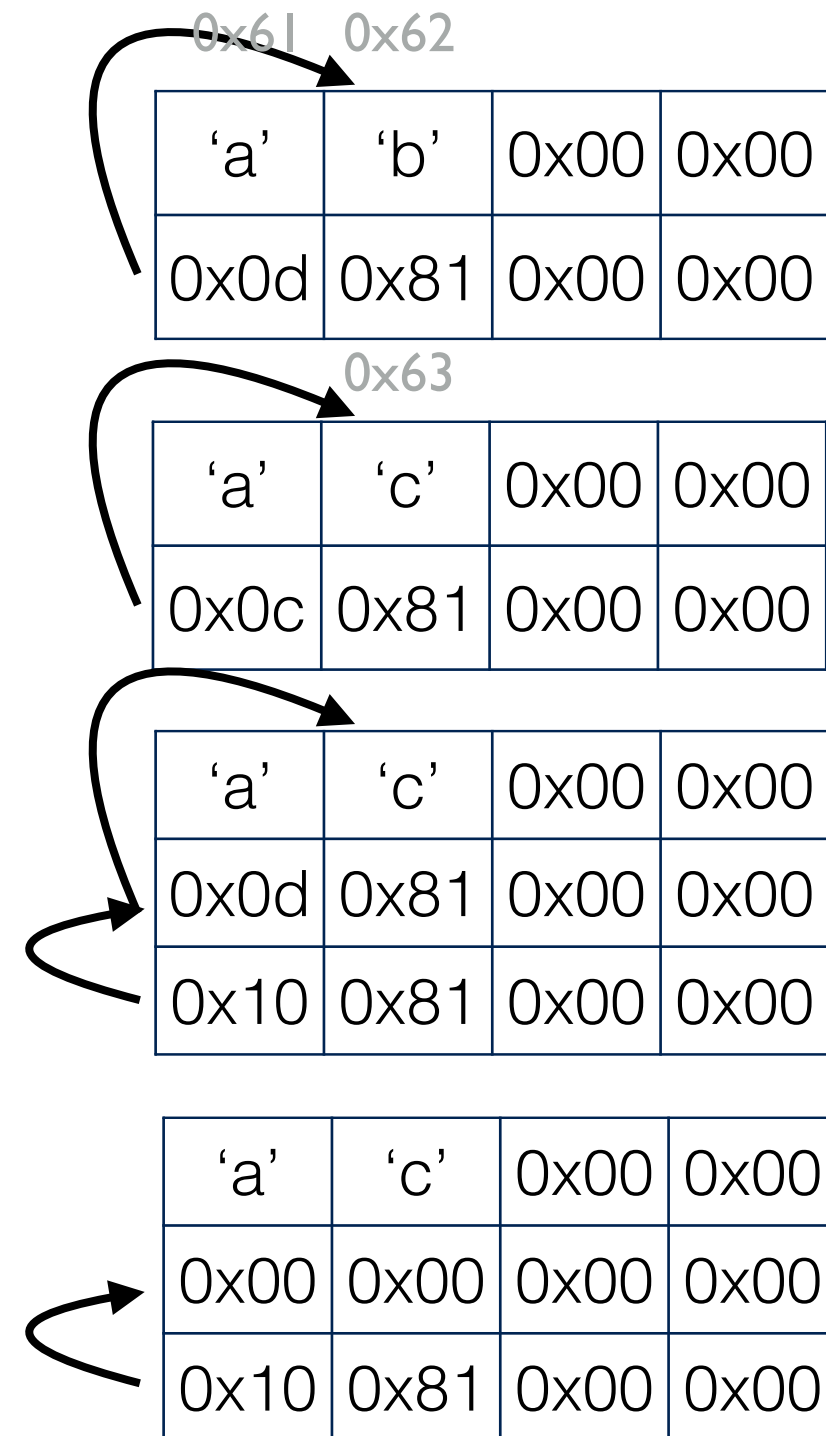 0x61 0x62
‘a’ ‘b’ 0x00 0x00
0x0d 0x81 0x00 0x00
0x63
‘a’ ‘c’ 0x00 0x00
0x0c 0x81 0x00 0x00
‘a’ ‘c’ 0x00 0x00
0x0d 0x81 0x00 0x00
0x10 0x81 0x00 0x00
‘a’ ‘c’ 0x00 0x00
0x00 0x00 0x00 0x00
0x10 0x81 0x00 0x00